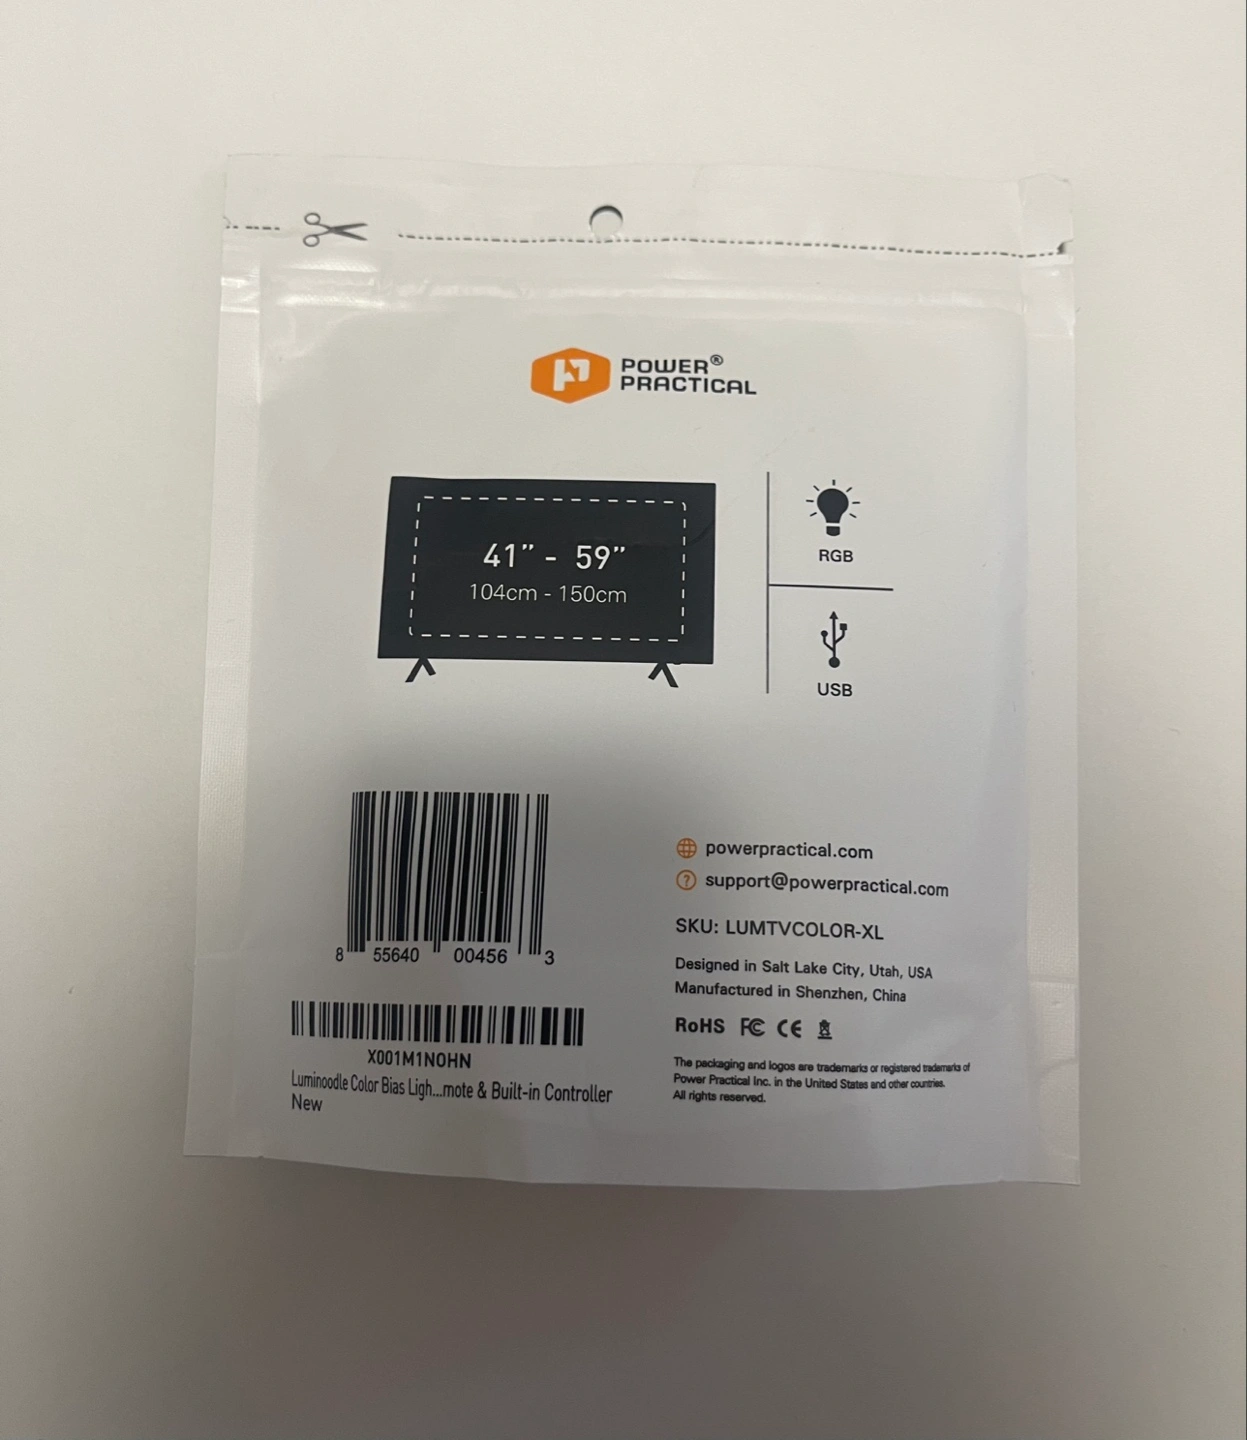 POWER®
PRACTICAL
41” - 59”
104cm - 150cm
RGB
USB
8 55640 00456 3
X001M1NOHN
Luminoodle Color Bias Ligh...mote & Built-in Controller
New
powerpractical.com
support@powerpractical.com
SKU: LUMTVCOLOR-XL
Designed in Salt Lake City, Utah, USA
Manufactured in Shenzhen, China
RoHS FC CE
The packaging and logos are trademarks or registered trademarks of
Power Practical Inc. in the United States and other countries.
All rights reserved.